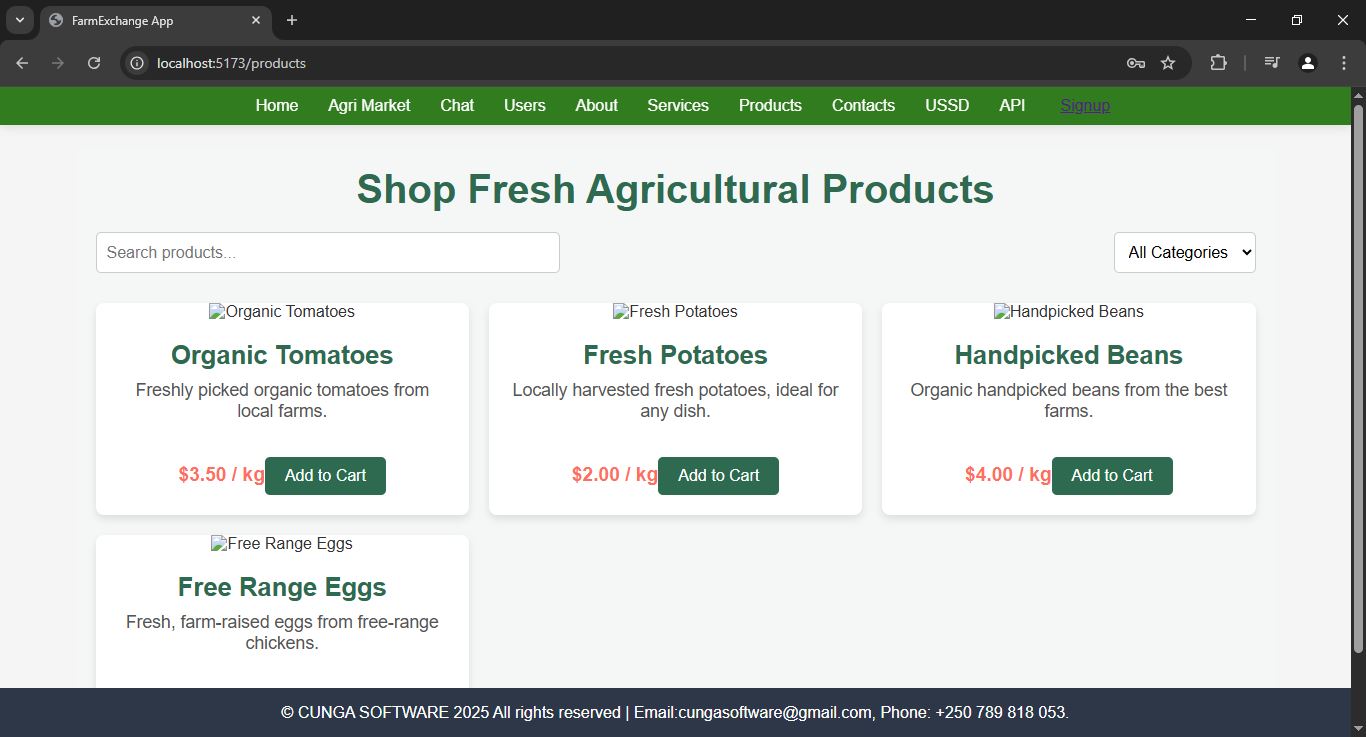 FarmExchange App
localhost:5173/products
Home Agri Market Chat Users About Services Products Contacts USSD API Signup
Shop Fresh Agricultural Products
Search products...
All Categories
Organic Tomatoes
Organic Tomatoes
Freshly picked organic tomatoes from
local farms.
$3.50 / kg Add to Cart
Fresh Potatoes
Fresh Potatoes
Locally harvested fresh potatoes, ideal for
any dish.
$2.00 / kg Add to Cart
Handpicked Beans
Handpicked Beans
Organic handpicked beans from the best
farms.
$4.00 / kg Add to Cart
Free Range Eggs
Free Range Eggs
Fresh, farm-raised eggs from free-range
chickens.
© CUNGA SOFTWARE 2025 All rights reserved | Email:cungasoftware@gmail.com, Phone: +250 789 818 053.